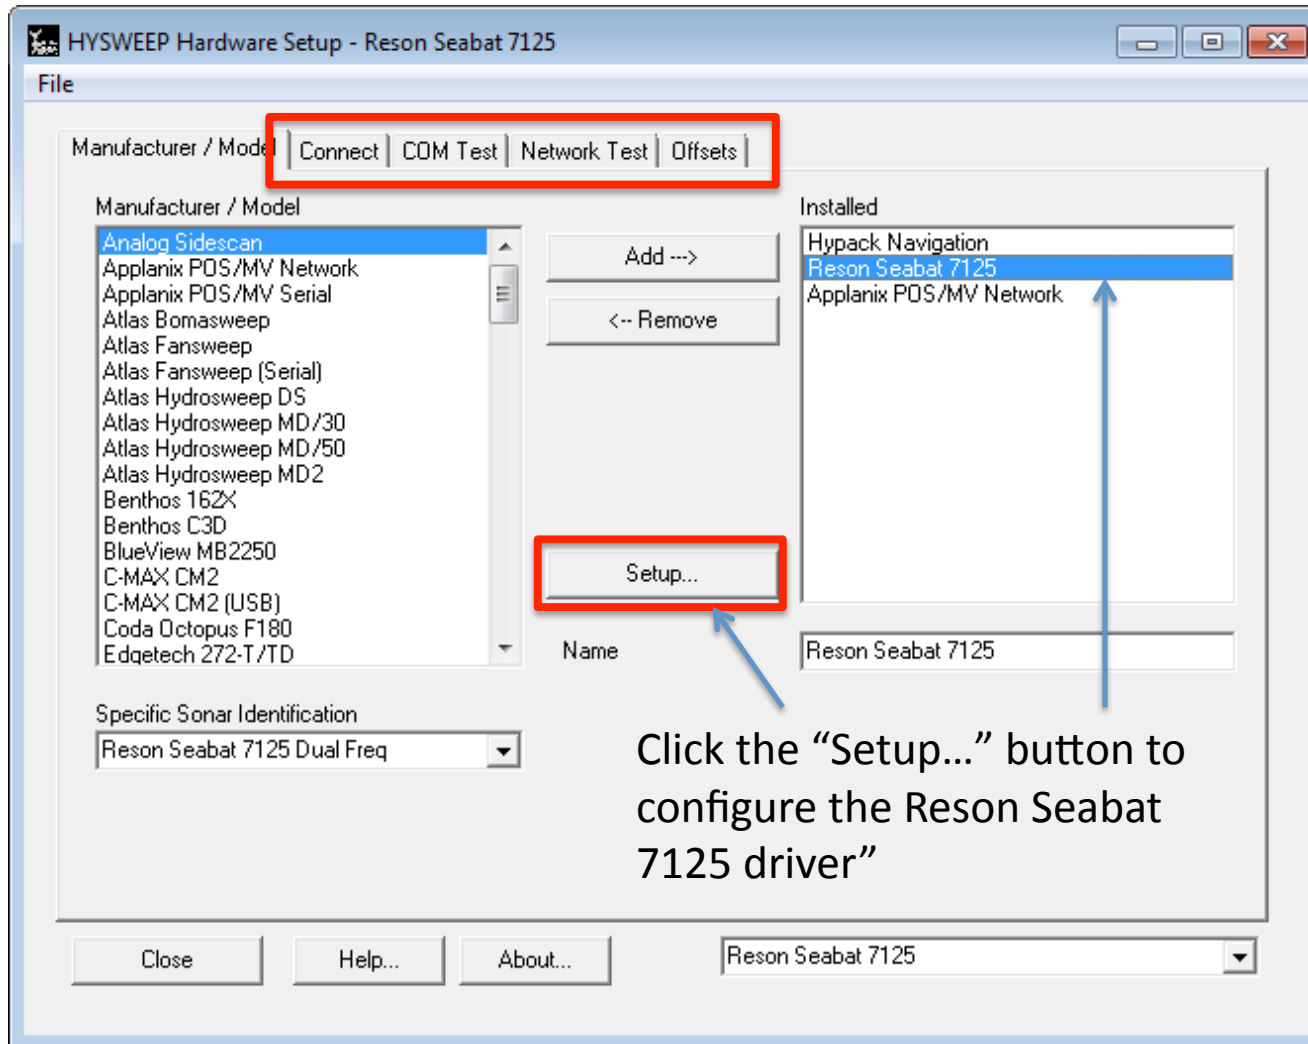 HYSWEEP Hardware Setup - Reson Seabat 7125
File
Manufacturer / Model
Connect
COM Test
Network Test
Offsets
Manufacturer / Model
Analog Sidescan
Applanix POS/MV Network
Applanix POS/MV Serial
Atlas Bomasweep
Atlas Fansweep
Atlas Fansweep (Serial)
Atlas Hydrosweep DS
Atlas Hydrosweep MD/30
Atlas Hydrosweep MD/50
Atlas Hydrosweep MD2
Benthos 162X
Benthos C3D
BlueView MB2250
C-MAX CM2
C-MAX CM2 (USB)
Coda Octopus F180
Edgetech 272-T/TD
Add --->
<-- Remove
Setup...
Installed
Hypack Navigation
Reson Seabat 7125
Applanix POS/MV Network
Name
Reson Seabat 7125
Specific Sonar Identification
Reson Seabat 7125 Dual Freq
Click the “Setup…” button to
configure the Reson Seabat
7125 driver”
Close
Help...
About...
Reson Seabat 7125